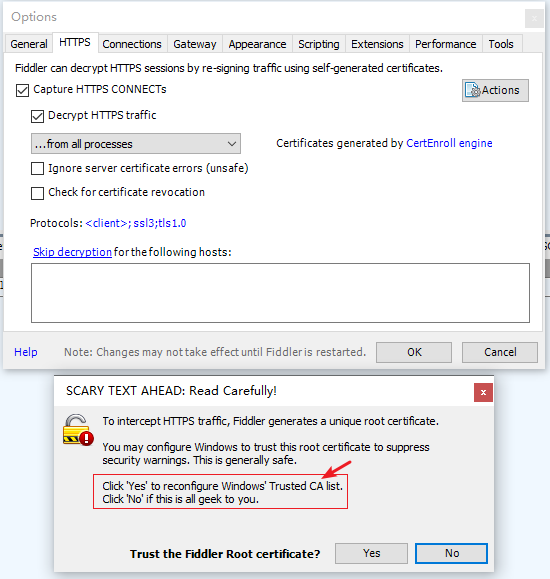 Options
General HTTPS Connections Gateway Appearance Scripting Extensions Performance Tools
Fiddler can decrypt HTTPS sessions by re-signing traffic using self-generated certificates.
Capture HTTPS CONNECTs
Actions
Decrypt HTTPS traffic
...from all processes
Certificates generated by CertEnroll engine
Ignore server certificate errors (unsafe)
Check for certificate revocation
Protocols: <client>;ssl3;tls1.0
Skip decryption for the following hosts:
Help Note: Changes may not take effect until Fiddler is restarted. OK Cancel
SCARY TEXT AHEAD: Read Carefully!
To intercept HTTPS traffic, Fiddler generates a unique root certificate.
You may configure Windows to trust this root certificate to suppress
security warnings. This is generally safe.
Click 'Yes' to reconfigure Windows' Trusted CA list.
Click 'No' if this is all geek to you.
Trust the Fiddler Root certificate? Yes No